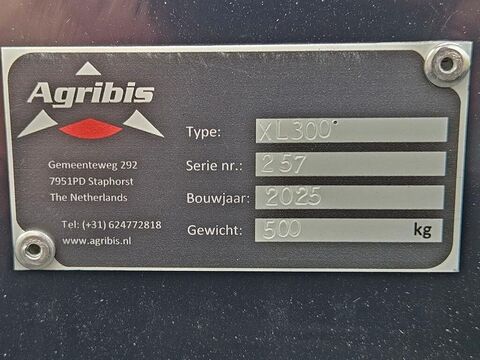 Agribis
Gemeenteweg 292
7951PD Staphorst
The Netherlands
Tel: (+31) 624772818
www.agribis.nl
Type: XL300
Serie nr.: 257
Bouwjaar: 2025
Gewicht: 500 kg